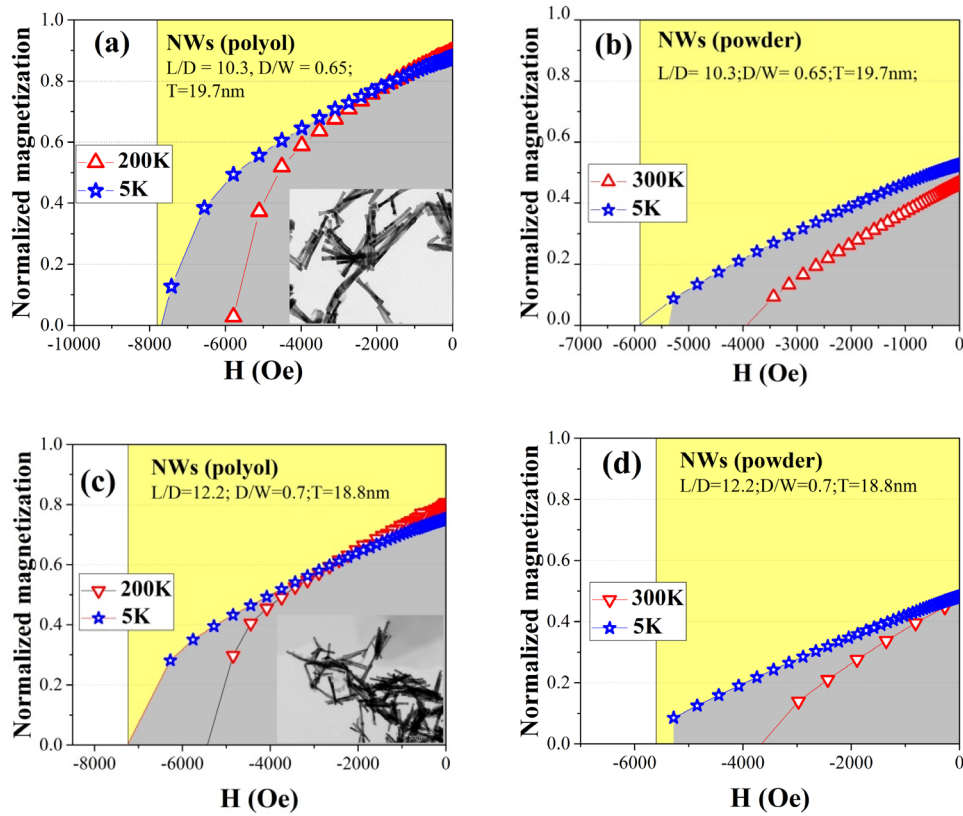 (a)
NWs (polyol)
L/D = 10.3, D/W = 0.65;
T=19.7nm
200K
5K
Normalized magnetization
1.0
0.8
0.6
0.4
0.2
0.0
-10000 -8000 -6000 -4000 -2000 0
H (Oe)
(b)
NWs (powder)
L/D= 10.3;D/W= 0.65;T=19.7nm;
300K
5K
Normalized magnetization
1.0
0.8
0.6
0.4
0.2
0.0
-7000 -6000 -5000 -4000 -3000 -2000 -1000 0
H (Oe)
(c)
NWs (polyol)
L/D=12.2; D/W=0.7;T=18.8nm
200K
5K
Normalized magnetization
1.0
0.8
0.6
0.4
0.2
0.0
-8000 -6000 -4000 -2000 0
H (Oe)
(d)
NWs (powder)
L/D=12.2;D/W=0.7;T=18.8nm
300K
5K
Normalized magnetization
1.0
0.8
0.6
0.4
0.2
0.0
-6000 -4000 -2000 0
H (Oe)